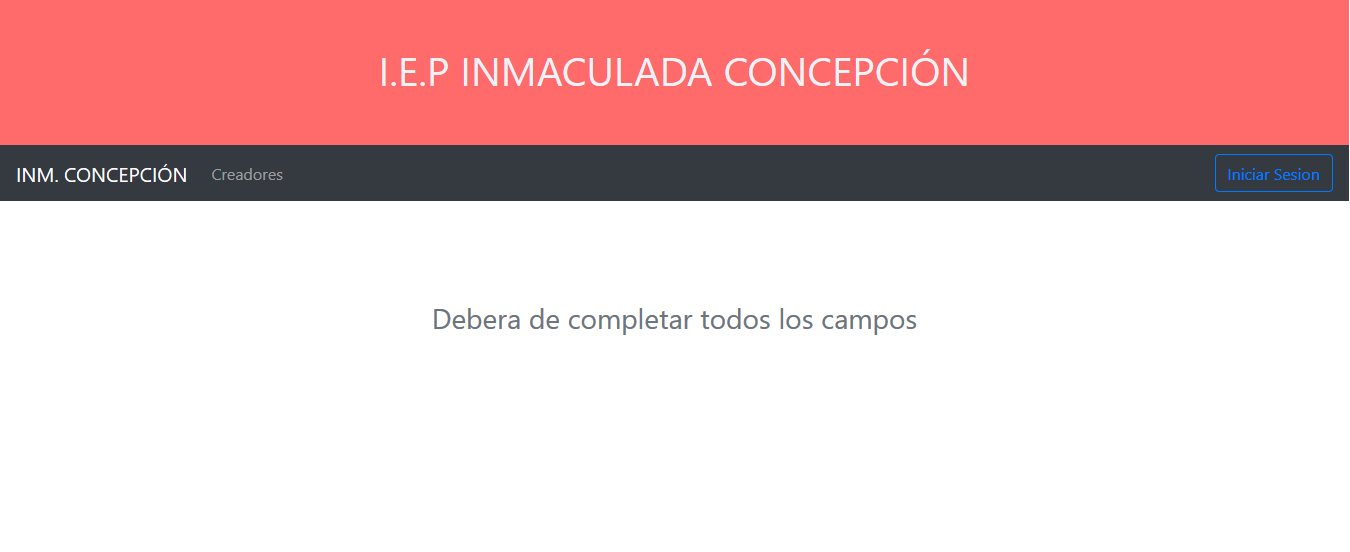 I.E.P INMACULADA CONCEPCIÓN
INM. CONCEPCIÓN Creadores Iniciar Sesion
Debera de completar todos los campos